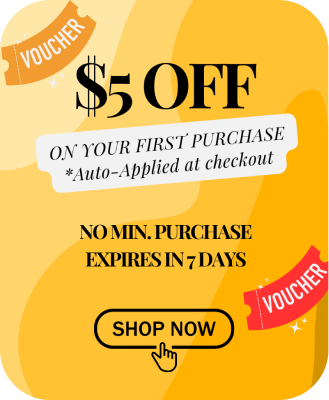 VOUCHER
$5 OFF
ON YOUR FIRST PURCHASE
*Auto-Applied at checkout
NO MIN. PURCHASE
EXPIRES IN 7 DAYS
VOUCHER
SHOP NOW